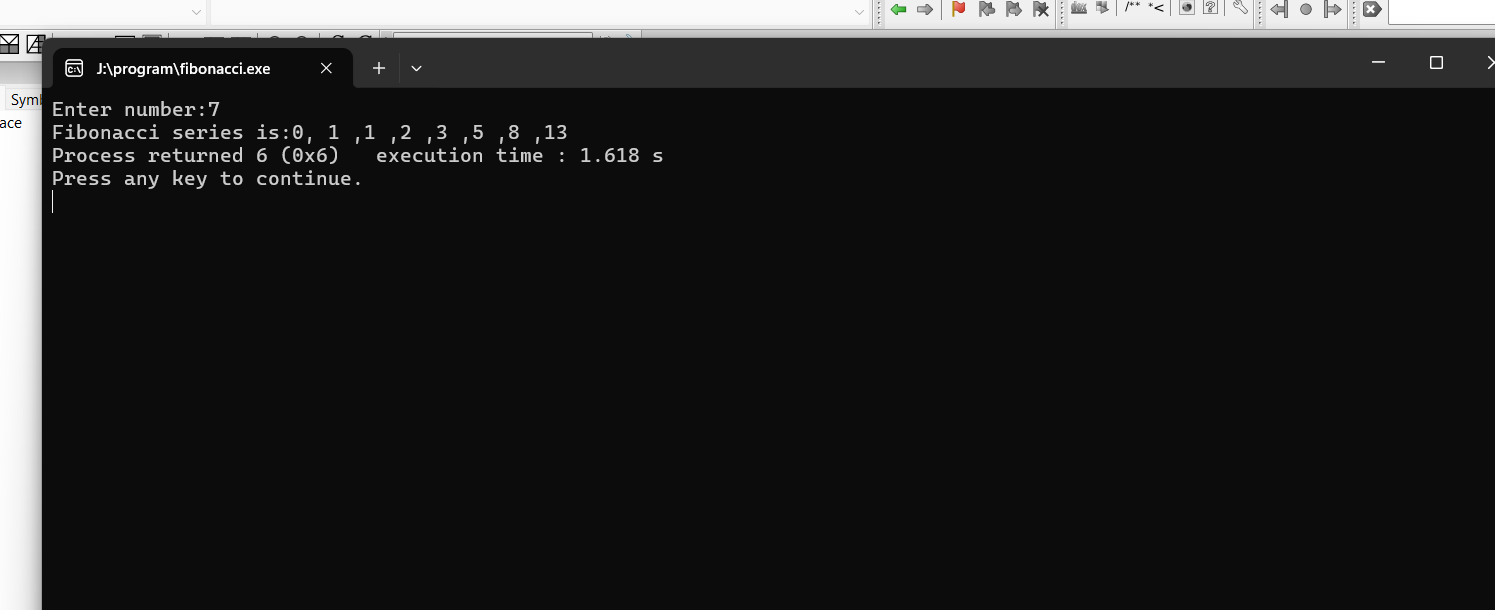 /** *<
J:\program\fibonacci.exe
Symb
ace
Enter number:7
Fibonacci series is:0, 1 ,1 ,2 ,3 ,5 ,8 ,13
Process returned 6 (0x6)   execution time : 1.618 s
Press any key to continue.